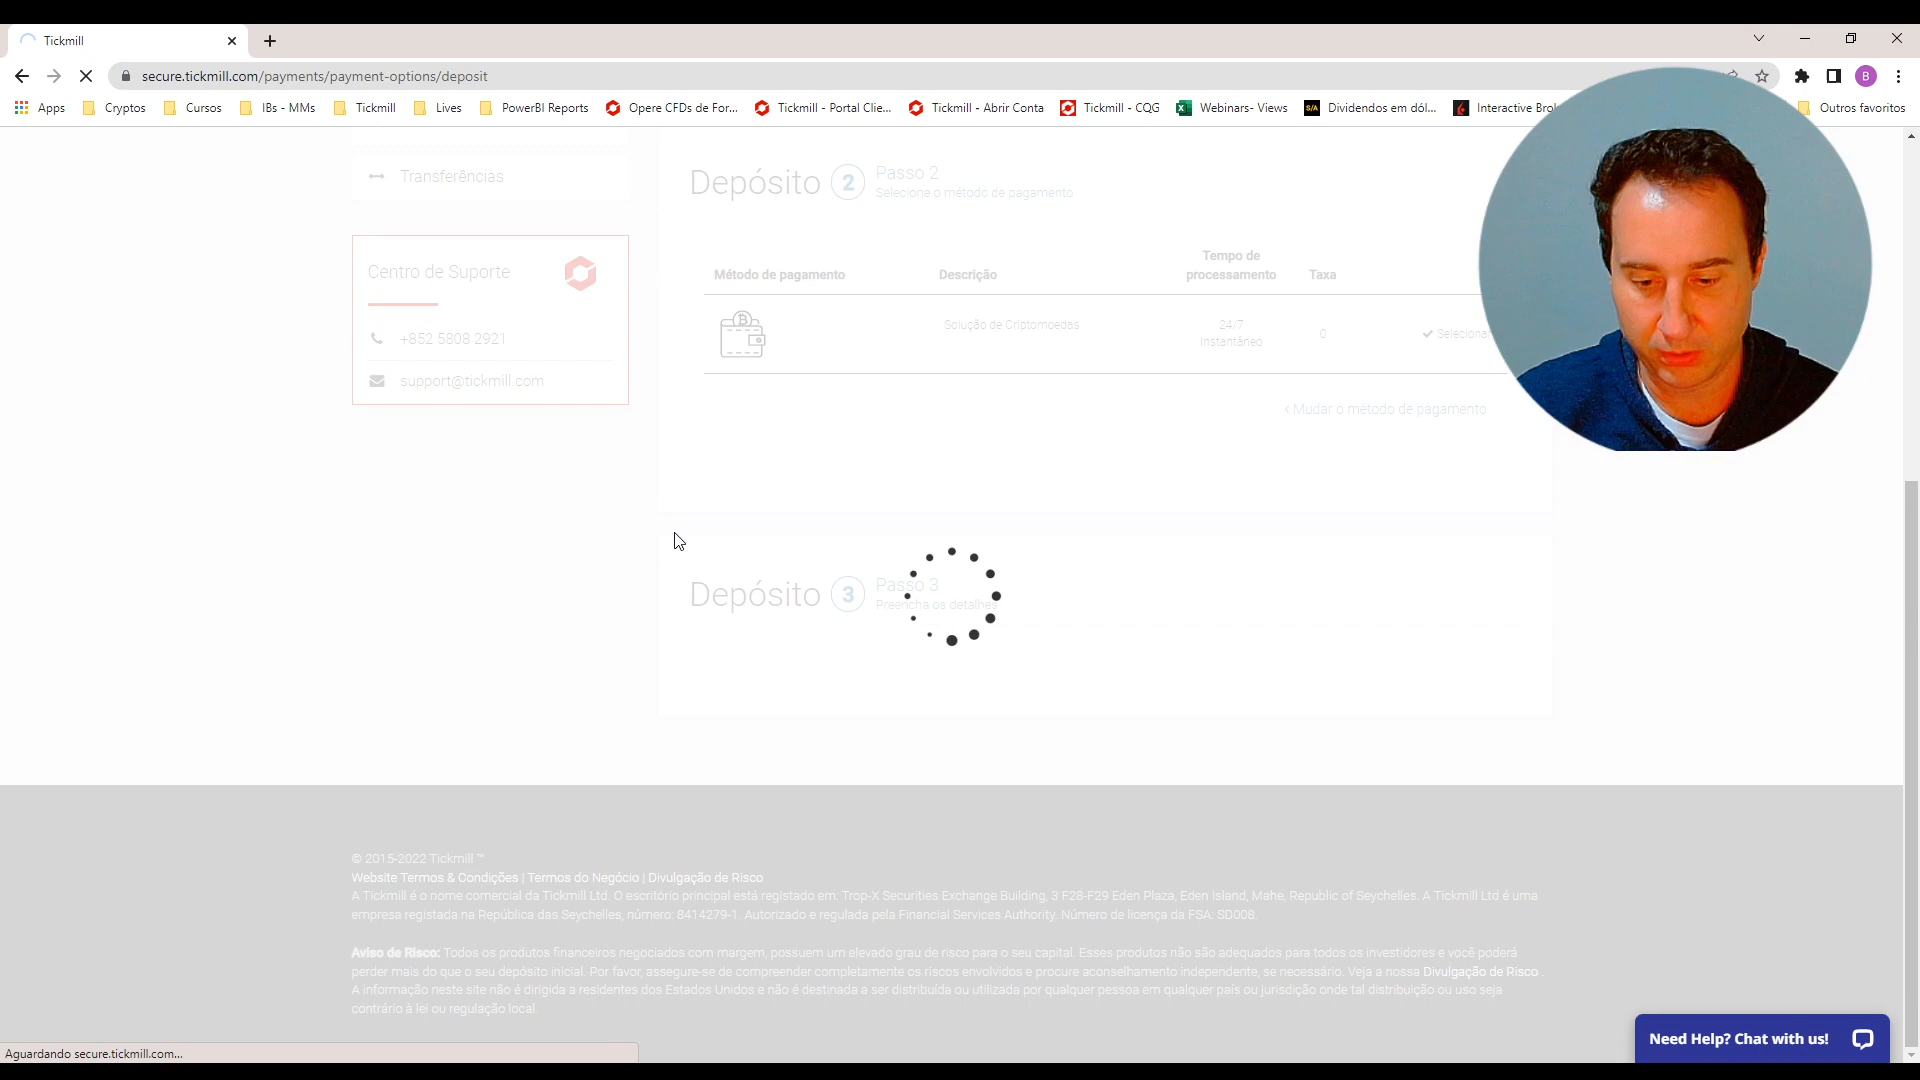 Tickmill
secure.tickmill.com/payments/payment-options/deposit
B
Apps
Cryptos
Cursos
IBs - MMs
Tickmill
Lives
PowerBI Reports
Opere CFDs de For...
Tickmill - Portal Clie...
Tickmill - Abrir Conta
Tickmill - CQG
Webinars- Views
S/A
Dividendos em dól...
Interactive Bro
Outros favoritos
Transferências
Centro de Suporte
+852 5808 2921
support@tickmill.com
Depósito 2 Passo 2
Selecione o método de pagamento
Método de pagamento Descrição Tempo de processamento Taxa
Solução de Criptomoedas 24/7 Instantâneo 0 Selecionar
Mudar o método de pagamento
Depósito 3 Passo 3
Preencha os detalhes
© 2015-2022 Tickmill ™
Website Termos & Condições | Termos do Negócio | Divulgação de Risco
A Tickmill é o nome comercial da Tickmill Ltd. O escritório principal está registado em: Trop-X Securities Exchange Building, 3 F28-F29 Eden Plaza, Eden Island, Mahe, Republic of Seychelles. A Tickmill Ltd é uma
empresa registada na República das Seychelles, número: 8414279-1. Autorizado e regulada pela Financial Services Authority. Número de licença da FSA: SD008.
Aviso de Risco: Todos os produtos financeiros negociados com margem, possuem um elevado grau de risco para o seu capital. Esses produtos não são adequados para todos os investidores e você poderá
perder mais do que o seu depósito inicial. Por favor, assegure-se de compreender completamente os riscos envolvidos e procure aconselhamento independente, se necessário. Veja a nossa Divulgação de Risco .
A informação neste site não é dirigida a residentes dos Estados Unidos e não é destinada a ser distribuída ou utilizada por qualquer pessoa em qualquer país ou jurisdição onde tal distribuição ou uso seja
contrário à lei ou regulação local.
Need Help? Chat with us!
Aguardando secure.tickmill.com...